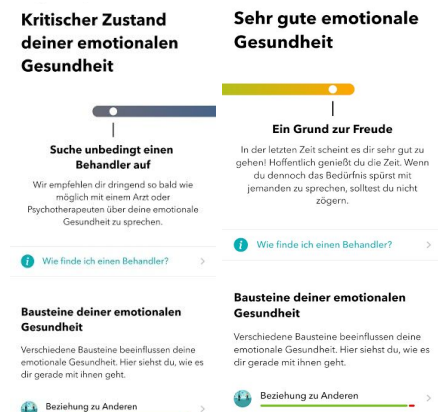 Kritischer Zustand
deiner emotionalen
Gesundheit
Suche unbedingt einen
Behandler auf
Wir empfehlen dir dringend so bald wie
möglich mit einem Arzt oder
Psychotherapeuten über deine emotionale
Gesundheit zu sprechen.
Wie finde ich einen Behandler?
Bausteine deiner emotionalen
Gesundheit
Verschiedene Bausteine beeinflussen deine
emotionale Gesundheit. Hier siehst du, wie es
dir gerade mit ihnen geht.
Beziehung zu Anderen
Sehr gute emotionale
Gesundheit
Ein Grund zur Freude
In der letzten Zeit scheint es dir sehr gut zu
gehen! Hoffentlich genießt du die Zeit. Wenn
du dennoch das Bedürfnis spürst mit
jemanden zu sprechen, solltest du nicht
zögern.
Wie finde ich einen Behandler?
Bausteine deiner emotionalen
Gesundheit
Verschiedene Bausteine beeinflussen deine
emotionale Gesundheit. Hier siehst du, wie es
dir gerade mit ihnen geht.
Beziehung zu Anderen